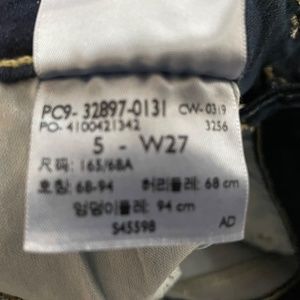 PC9- 32897-0131 CW-0319
PO- 4100421342 3256
5 - W27
尺码: 165/68A
호칭: 68-94 허리둘레: 68 cm
엉덩이둘레: 94 cm
S45598 AD